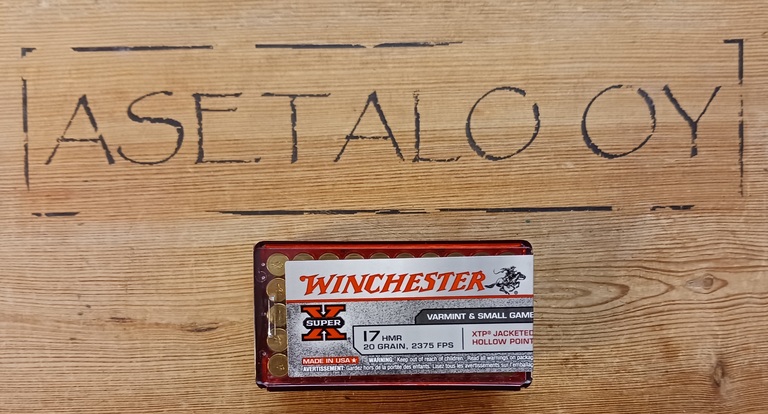 ASETALO OY
WINCHESTER
SUPER
X
VARMINT & SMALL GAME
17 HMR
20 GRAIN, 2375 FPS
XTP® JACKETED
HOLLOW POINT
MADE IN USA
WARNING: Keep out of reach of children. Read all warnings on
AVERTISSEMENT: Gardez hors de la portée des enfants. Lisez tous les avertissements sur